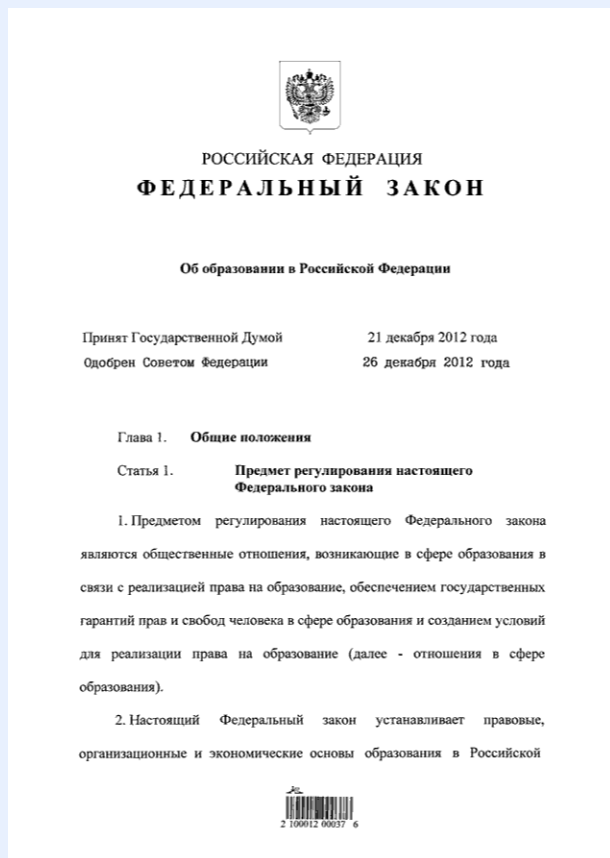 РОССИЙСКАЯ ФЕДЕРАЦИЯ
ФЕДЕРАЛЬНЫЙ ЗАКОН
Об образовании в Российской Федерации
Принят Государственной Думой 21 декабря 2012 года
Одобрен Советом Федерации 26 декабря 2012 года
Глава 1. Общие положения
Статья 1. Предмет регулирования настоящего
Федерального закона
1. Предметом регулирования настоящего Федерального закона
являются общественные отношения, возникающие в сфере образования в
связи с реализацией права на образование, обеспечением государственных
гарантий прав и свобод человека в сфере образования и созданием условий
для реализации права на образование (далее - отношения в сфере
образования).
2. Настоящий Федеральный закон устанавливает правовые,
организационные и экономические основы образования в Российской
2 100012 00037 6